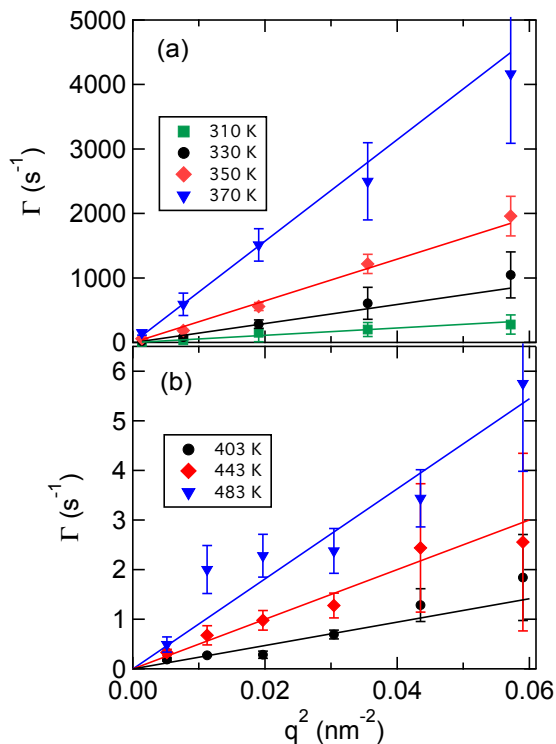 5000
(a)
4000
310 K
330 K
350 K
370 K
3000
Γ (s⁻¹)
2000
1000
0
(b)
6
5
403 K
443 K
483 K
4
Γ (s⁻¹)
3
2
1
0
0.00 0.02 0.04 0.06
q² (nm⁻²)